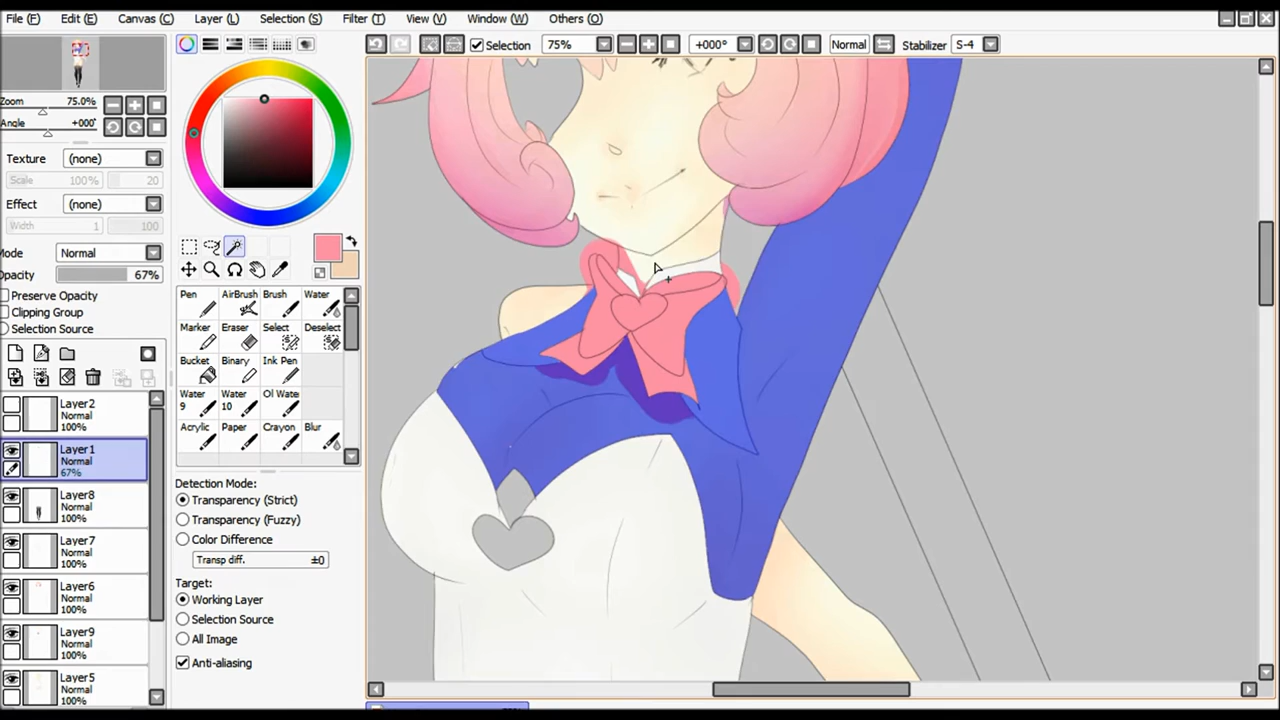 File (F) Edit (E) Canvas (C) Layer (L) Selection (S) Filter (T) View (V) Window (W) Others (O)
Selection 75% +000° Normal Stabilizer S-4
Zoom 75.0%
Angle +000°
Texture (none)
Scale 100% 20
Effect (none)
Width 1 100
Mode Normal
Opacity 67%
Preserve Opacity
Clipping Group
Selection Source
Layer2
Normal
100%
Layer1
Normal
67%
Layer8
Normal
100%
Layer7
Normal
100%
Layer6
Normal
100%
Layer9
Normal
100%
Layer5
Normal
100%
Pen AirBrush Brush Water
Marker Eraser Select Deselect
Bucket Binary Ink Pen
Water 9 Water 10 Ol Wate
Acrylic Paper Crayon Blur
Detection Mode:
Transparency (Strict)
Transparency (Fuzzy)
Color Difference
Transp diff. ±0
Target:
Working Layer
Selection Source
All Image
Anti-aliasing